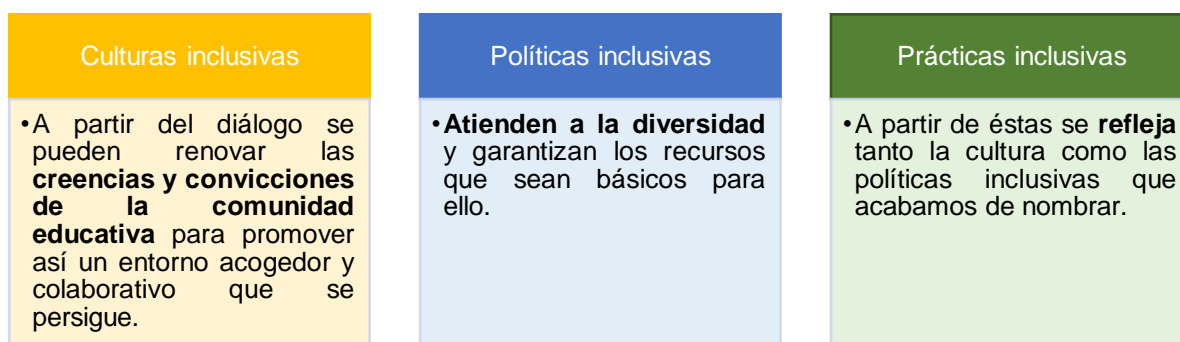 Culturas inclusivas
•A partir del diálogo se
pueden renovar las
creencias y convicciones
de la comunidad
educativa para promover
así un entorno acogedor y
colaborativo que se
persigue.
Políticas inclusivas
•Atienden a la diversidad
y garantizan los recursos
que sean básicos para
ello.
Prácticas inclusivas
•A partir de éstas se refleja
tanto la cultura como las
políticas inclusivas que
acabamos de nombrar.